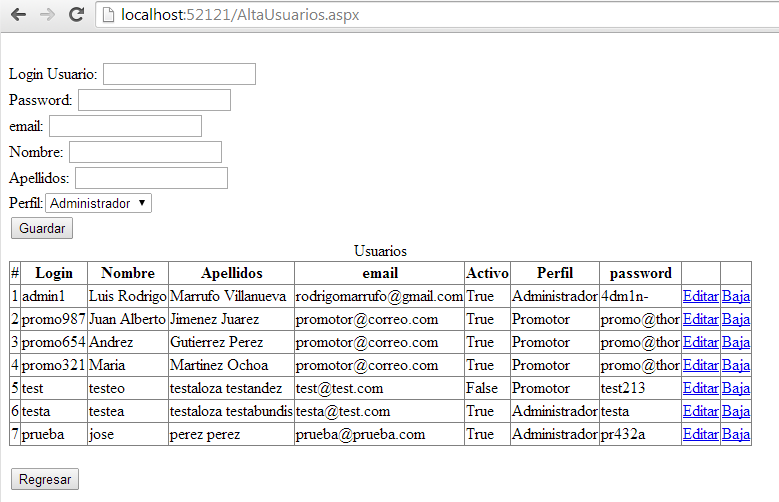 localhost:52121/AltaUsuarios.aspx
Login Usuario:
Password:
email:
Nombre:
Apellidos:
Perfil: Administrador
Guardar
Usuarios
# Login Nombre Apellidos email Activo Perfil password
1 admin1 Luis Rodrigo Marrufo Villanueva rodrigomarrufo@gmail.com True Administrador 4dm1n- Editar Baja
2 promo987 Juan Alberto Jimenez Juarez promotor@correo.com True Promotor promo@thor Editar Baja
3 promo654 Andrez Gutierrez Perez promotor@correo.com True Promotor promo@thor Editar Baja
4 promo321 Maria Martinez Ochoa promotor@correo.com True Promotor promo@thor Editar Baja
5 test testeo testaloza testandez test@test.com False Promotor test213 Editar Baja
6 testa testea testaloza testabundis testa@test.com True Administrador testa Editar Baja
7 prueba jose perez perez prueba@prueba.com True Administrador pr432a Editar Baja
Regresar